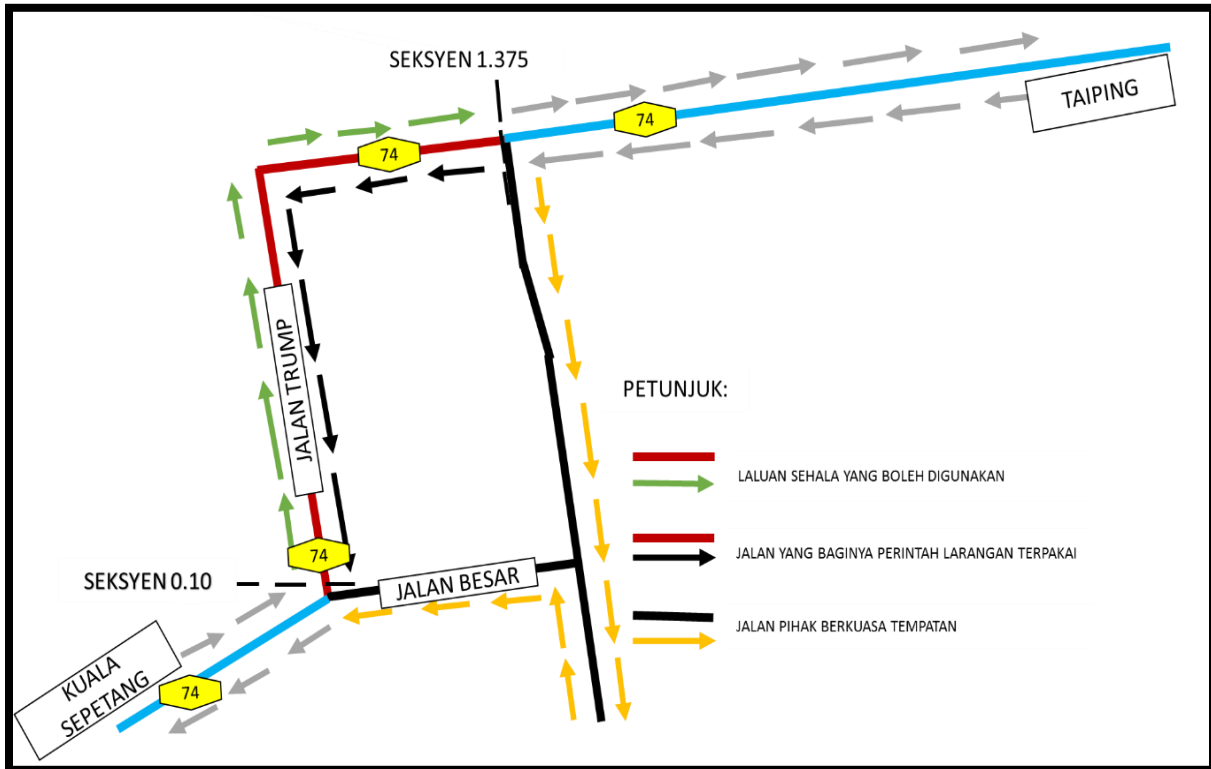 SEKSYEN 1.375
TAIPING
74
74
JALAN TRUMP
PETUNJUK:
LALUAN SEHALA YANG BOLEH DIGUNAKAN
74
JALAN YANG BAGINYA PERINTAH LARANGAN TERPAKAI
SEKSYEN 0.10
JALAN BESAR
JALAN PIHAK BERKUASA TEMPATAN
KUALA
SEPETANG
74